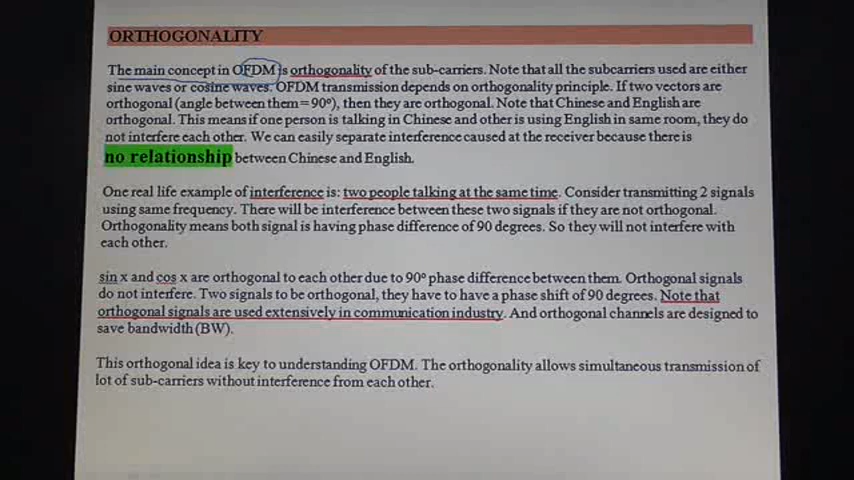 ORTHOGONALITY
The main concept in OFDM is orthogonality of the sub-carriers. Note that all the subcarriers used are either
sine waves or cosine waves. OFDM transmission depends on orthogonality principle. If two vectors are
orthogonal (angle between them = 90°), then they are orthogonal. Note that Chinese and English are
orthogonal. This means if one person is talking in Chinese and other is using English in same room, they do
not interfere each other. We can easily separate interference caused at the receiver because there is
no relationship between Chinese and English.
One real life example of interference is: two people talking at the same time. Consider transmitting 2 signals
using same frequency. There will be interference between these two signals if they are not orthogonal.
Orthogonality means both signal is having phase difference of 90 degrees. So they will not interfere with
each other.
sin x and cos x are orthogonal to each other due to 90° phase difference between them. Orthogonal signals
do not interfere. Two signals to be orthogonal, they have to have a phase shift of 90 degrees. Note that
orthogonal signals are used extensively in communication industry. And orthogonal channels are designed to
save bandwidth (BW).
This orthogonal idea is key to understanding OFDM. The orthogonality allows simultaneous transmission of
lot of sub-carriers without interference from each other.